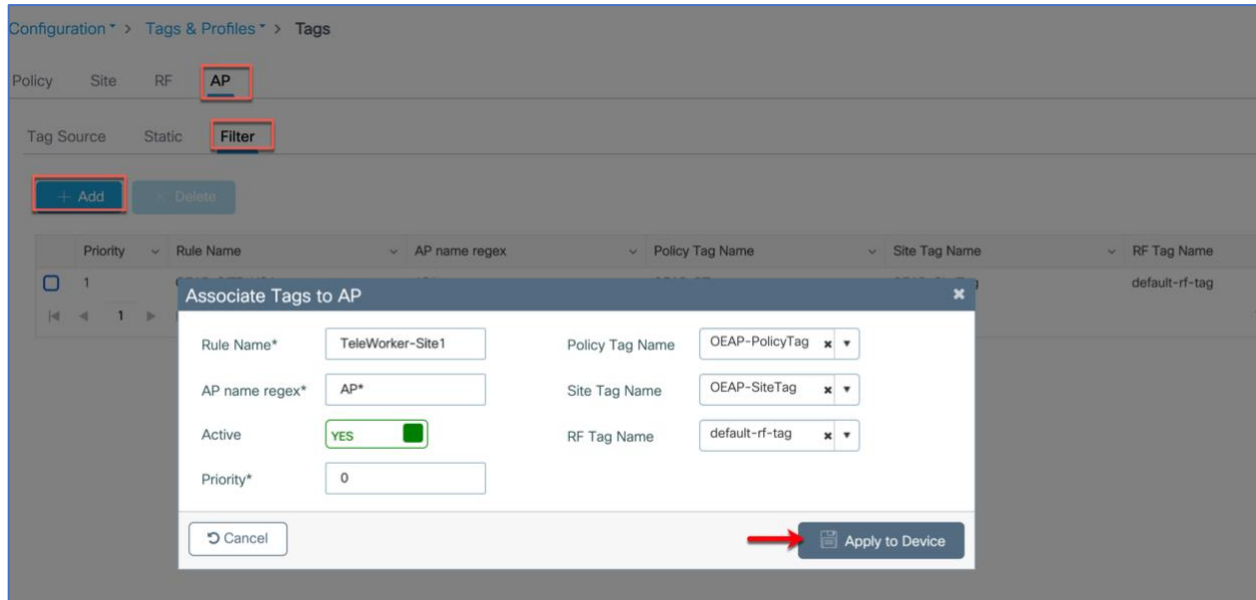 Configuration > Tags & Profiles > Tags
Policy Site RF AP
Tag Source Static Filter
+ Add × Delete
Priority Rule Name AP name regex Policy Tag Name Site Tag Name RF Tag Name
1 default-rf-tag
1
Associate Tags to AP
Rule Name* TeleWorker-Site1 Policy Tag Name OEAP-PolicyTag
AP name regex* AP* Site Tag Name OEAP-SiteTag
Active YES RF Tag Name default-rf-tag
Priority* 0
Cancel Apply to Device